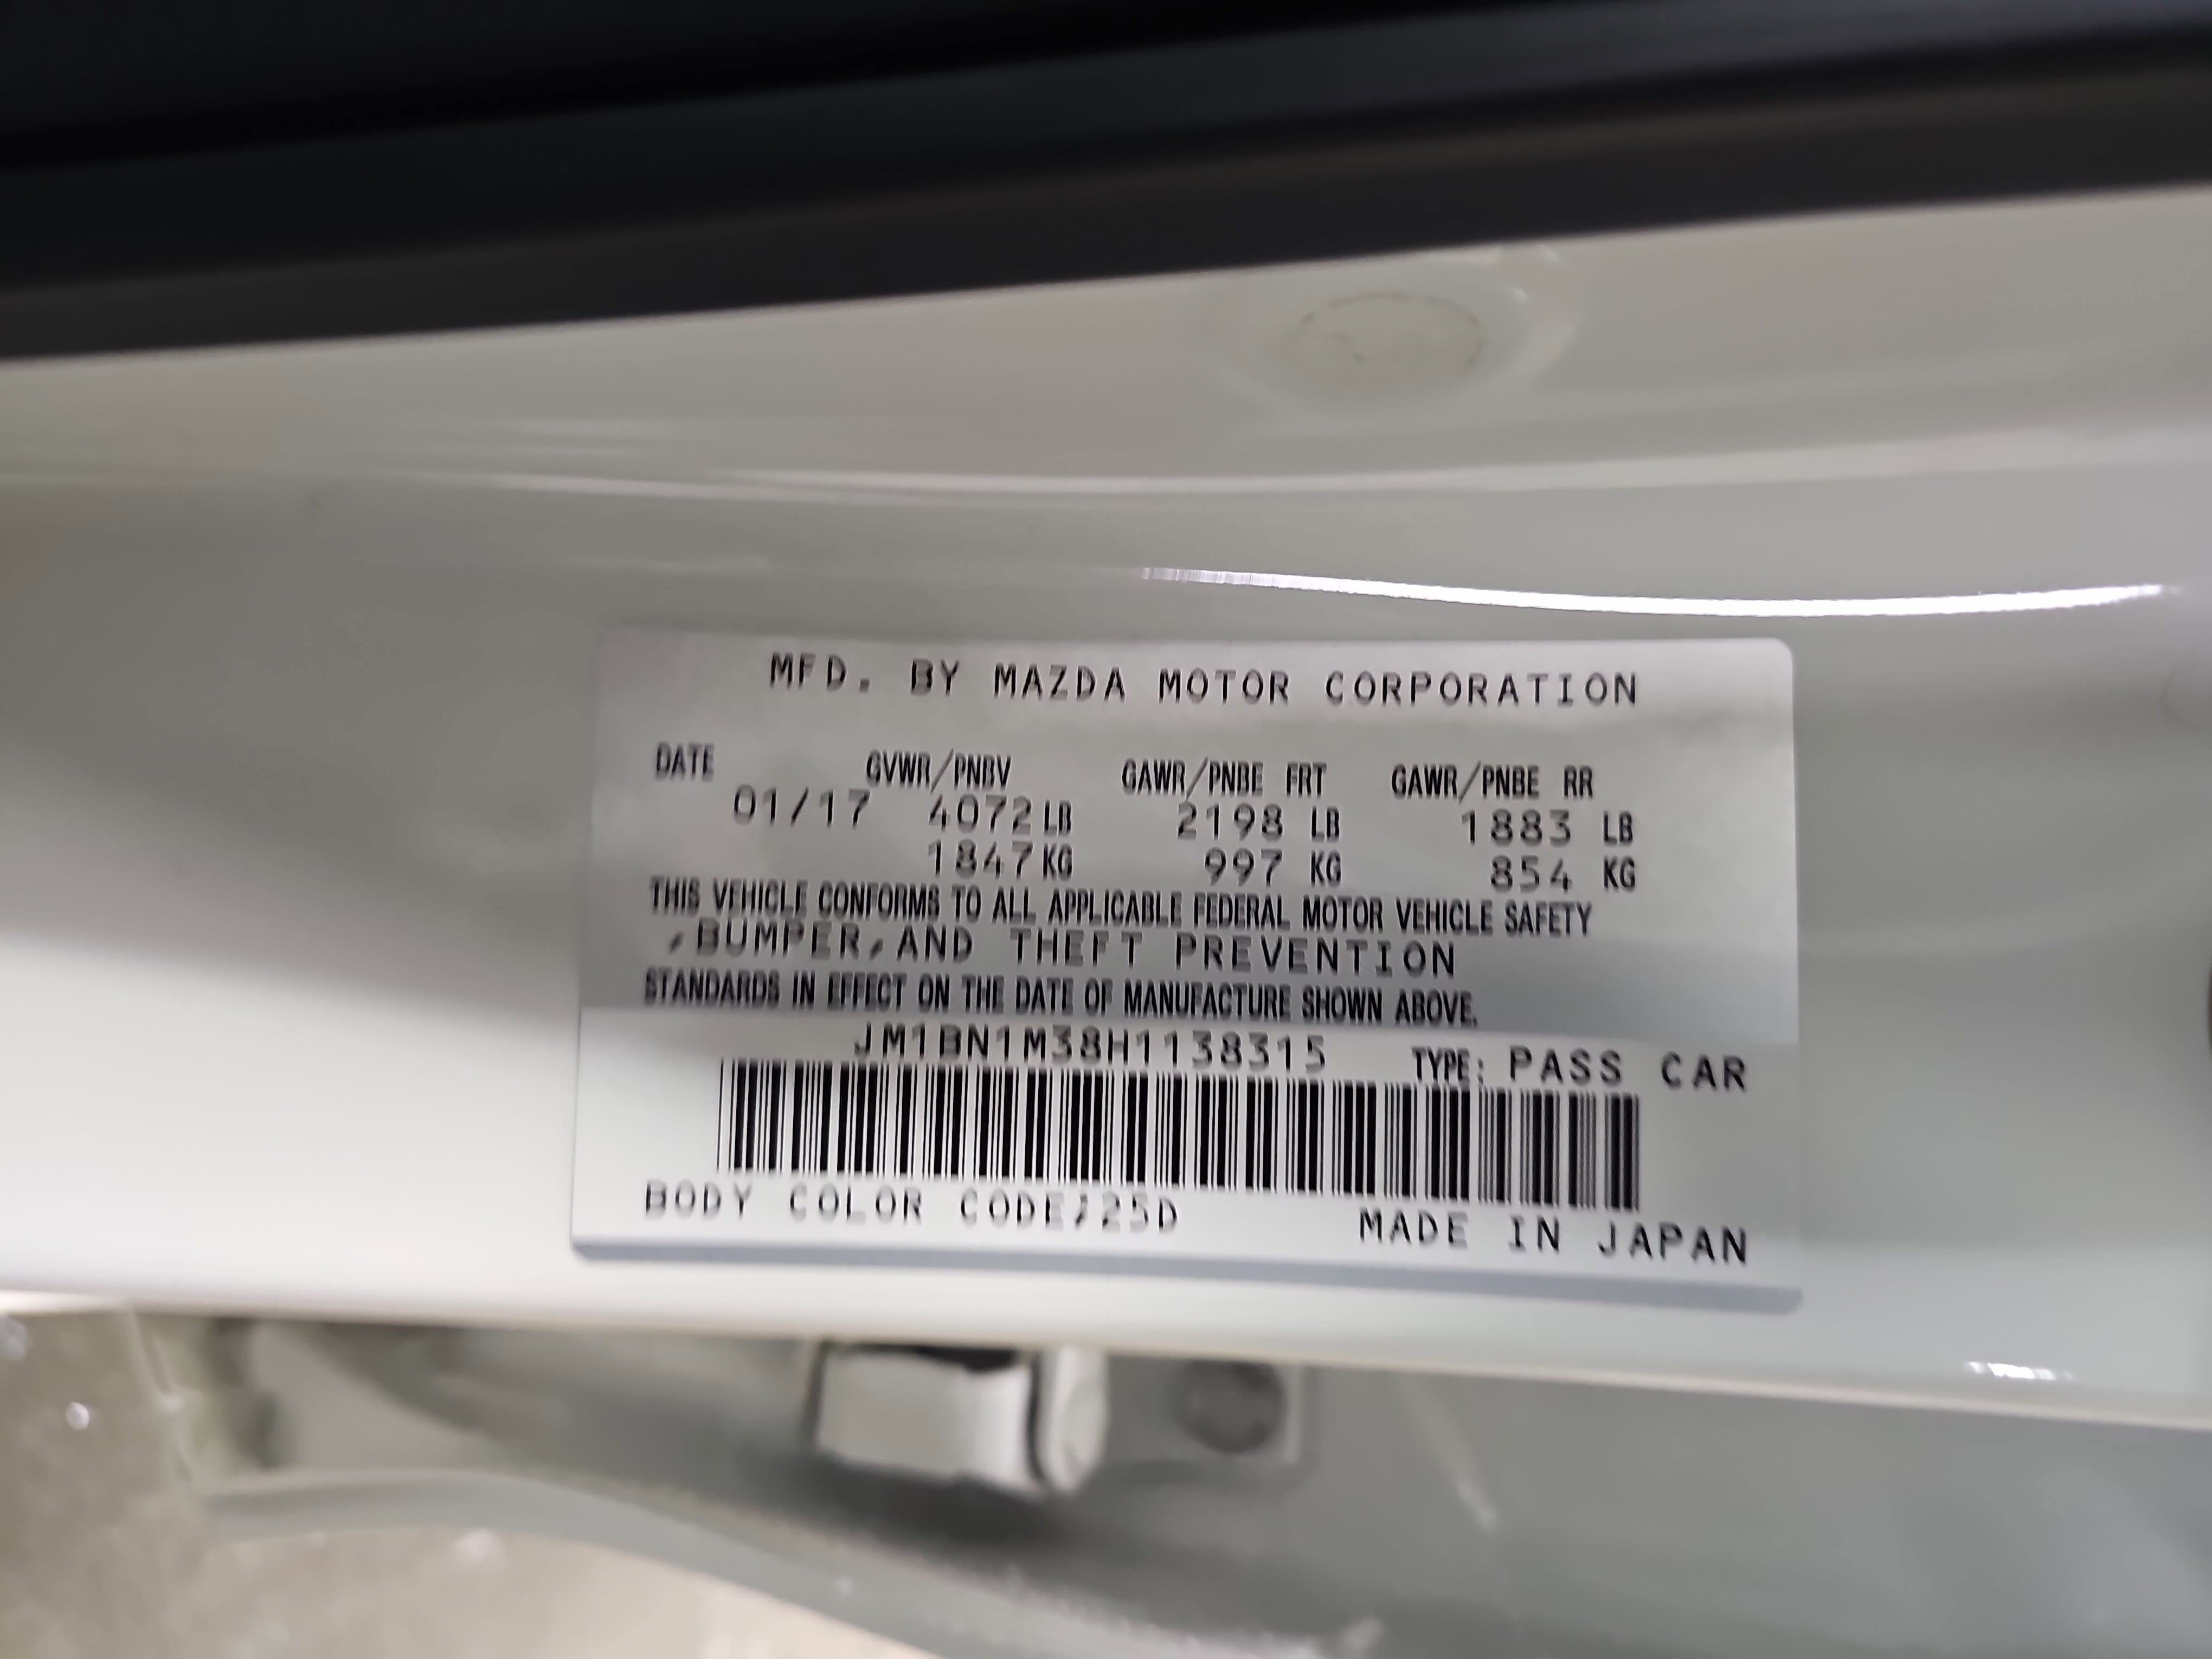 MFD. BY MAZDA MOTOR CORPORATION
DATE GVWR/PNBV GAWR/PNBE FRT GAWR/PNBE RR
01/17 4072 LB 2198 LB 1883 LB
1847 KG 997 KG 854 KG
THIS VEHICLE CONFORMS TO ALL APPLICABLE FEDERAL MOTOR VEHICLE SAFETY
,BUMPER,AND THEFT PREVENTION
STANDARDS IN EFFECT ON THE DATE OF MANUFACTURE SHOWN ABOVE.
JM1BN1M38H1138315 TYPE: PASS CAR
BODY COLOR CODE;25D MADE IN JAPAN